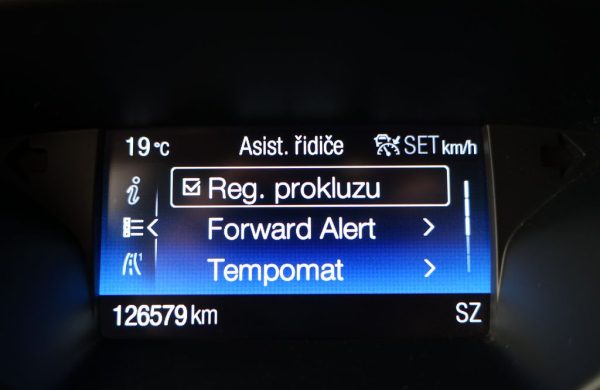 19 °C Asist. řidiče SET km/h
Reg. prokluzu
Forward Alert
Tempomat
126579 km SZ